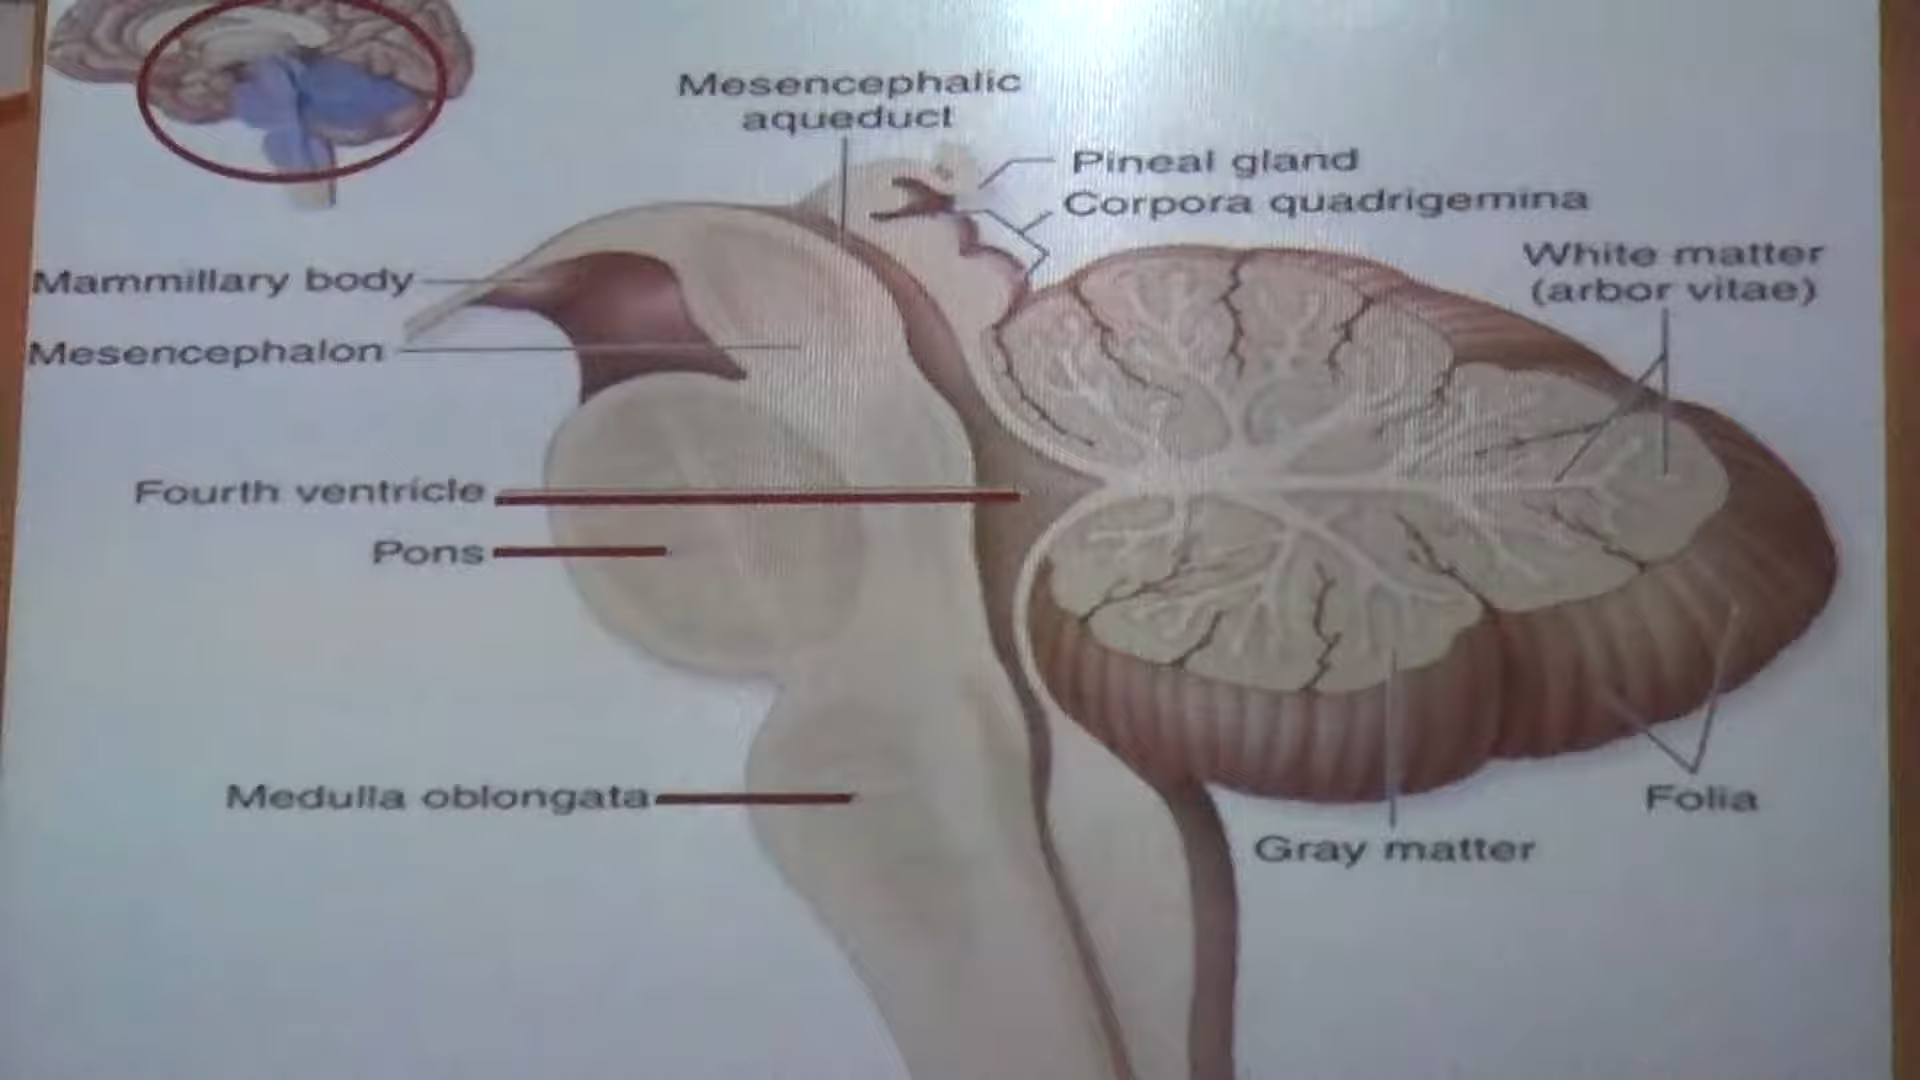 Mesencephalic
aqueduct
Pineal gland
Corpora quadrigemina
White matter
(arbor vitae)
Mammillary body
Mesencephalon
Fourth ventricle
Pons
Medulla oblongata
Folia
Gray matter